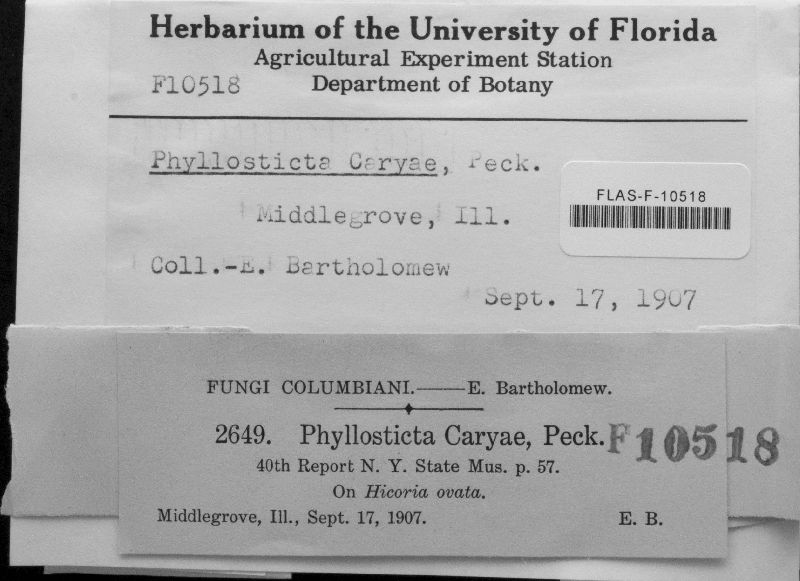 Herbarium of the University of Florida
Agricultural Experiment Station
F10518 Department of Botany
Phyllosticta Caryae, Peck.
FLAS-F-10518
Middlegrove, Ill.
Coll.-E. Bartholomew
Sept. 17, 1907
FUNGI COLUMBIANI.——E. Bartholomew.
2649. Phyllosticta Caryae, Peck. F10518
40th Report N. Y. State Mus. p. 57.
On Hicoria ovata.
Middlegrove, Ill., Sept. 17, 1907. E. B.